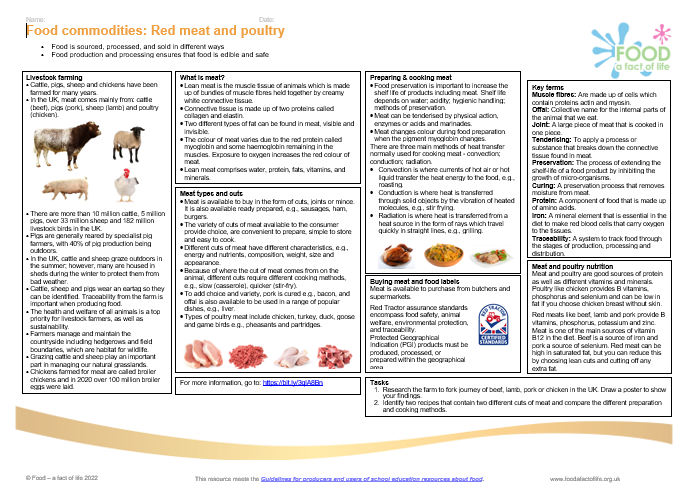 Name:
Date:
Food commodities: Red meat and poultry
• Food is sourced, processed, and sold in different ways
• Food production and processing ensures that food is edible and safe
FOOD
a fact of life
Livestock farming
• Cattle, pigs, sheep and chickens have been
farmed for many years.
• In the UK, meat comes mainly from: cattle
(beef), pigs (pork), sheep (lamb) and poultry
(chicken).
• There are more than 10 million cattle, 5 million
pigs, over 33 million sheep and 182 million
livestock birds in the UK.
• Pigs are generally reared by specialist pig
farmers, with 40% of pig production being
outdoors.
• In the UK, cattle and sheep graze outdoors in
the summer; however, many are housed in
sheds during the winter to protect them from
bad weather.
• Cattle, sheep and pigs wear an eartag so they
can be identified. Traceability from the farm is
important when producing food.
• The health and welfare of all animals is a top
priority for livestock farmers, as well as
sustainability.
• Farmers manage and maintain the
countryside including hedgerows and field
boundaries, which are habitat for wildlife.
• Grazing cattle and sheep play an important
part in managing our natural grasslands.
• Chickens farmed for meat are called broiler
chickens and in 2020 over 100 million broiler
eggs were laid.
What is meat?
• Lean meat is the muscle tissue of animals which is made
up of bundles of muscle fibres held together by creamy
white connective tissue.
• Connective tissue is made up of two proteins called
collagen and elastin.
• Two different types of fat can be found in meat, visible and
invisible.
• The colour of meat varies due to the red protein called
myoglobin and some haemoglobin remaining in the
muscles. Exposure to oxygen increases the red colour of
meat.
• Lean meat comprises water, protein, fats, vitamins, and
minerals.
Meat types and cuts
• Meat is available to buy in the form of cuts, joints or mince.
It is also available ready prepared, e.g., sausages, ham,
burgers.
• The variety of cuts of meat available to the consumer
provide choice, are convenient to prepare, simple to store
and easy to cook.
• Different cuts of meat have different characteristics, e.g.,
energy and nutrients, composition, weight, size and
appearance.
• Because of where the cut of meat comes from on the
animal, different cuts require different cooking methods,
e.g., slow (casserole), quicker (stir-fry).
• To add choice and variety, pork is cured e.g., bacon, and
offal is also available to be used in a range of popular
dishes, e.g., liver.
• Types of poultry meat include chicken, turkey, duck, goose
and game birds e.g., pheasants and partridges.
For more information, go to: https://bit.ly/3qlA8Bn
Preparing & cooking meat
• Food preservation is important to increase the
shelf life of products including meat. Shelf life
depends on water; acidity; hygienic handling;
methods of preservation.
• Meat can be tenderised by physical action,
enzymes or acids and marinades.
• Meat changes colour during food preparation
when the pigment myoglobin changes.
There are three main methods of heat transfer
normally used for cooking meat - convection;
conduction; radiation.
• Convection is where currents of hot air or hot
liquid transfer the heat energy to the food, e.g.,
roasting.
• Conduction is where heat is transferred
through solid objects by the vibration of heated
molecules, e.g., stir frying.
• Radiation is where heat is transferred from a
heat source in the form of rays which travel
quickly in straight lines, e.g., grilling.
Buying meat and food labels
Meat is available to purchase from butchers and
supermarkets.
Red Tractor assurance standards
encompass food safety, animal
welfare, environmental protection,
and traceability.
Protected Geographical
Indication (PGI) products must be
produced, processed, or
prepared within the geographical
area.
RED TRACTOR
CERTIFIED
STANDARDS
Key terms
Muscle fibres: Are made up of cells which
contain proteins actin and myosin.
Offal: Collective name for the internal parts of
the animal that we eat.
Joint: A large piece of meat that is cooked in
one piece.
Tenderising: To apply a process or
substance that breaks down the connective
tissue found in meat.
Preservation: The process of extending the
shelf-life of a food product by inhibiting the
growth of micro-organisms.
Curing: A preservation process that removes
moisture from meat.
Protein: A component of food that is made up
of amino acids.
Iron: A mineral element that is essential in the
diet to make red blood cells that carry oxygen
to the tissues.
Traceability: A system to track food through
the stages of production, processing and
distribution.
Meat and poultry nutrition
Meat and poultry are good sources of protein
as well as different vitamins and minerals.
Poultry like chicken provides B vitamins,
phosphorus and selenium and can be low in
fat if you choose chicken breast without skin.
Red meats like beef, lamb and pork provide B
vitamins, phosphorus, potassium and zinc.
Meat is one of the main sources of vitamin
B12 in the diet. Beef is a source of iron and
pork a source of selenium. Red meat can be
high in saturated fat, but you can reduce this
by choosing lean cuts and cutting off any
extra fat.
Tasks
1. Research the farm to fork journey of beef, lamb, pork or chicken in the UK. Draw a poster to show
your findings.
2. Identify two recipes that contain two different cuts of meat and compare the different preparation
and cooking methods.
© Food – a fact of life 2022
This resource meets the Guidelines for producers and users of school education resources about food.
www.foodafactoflife.org.uk